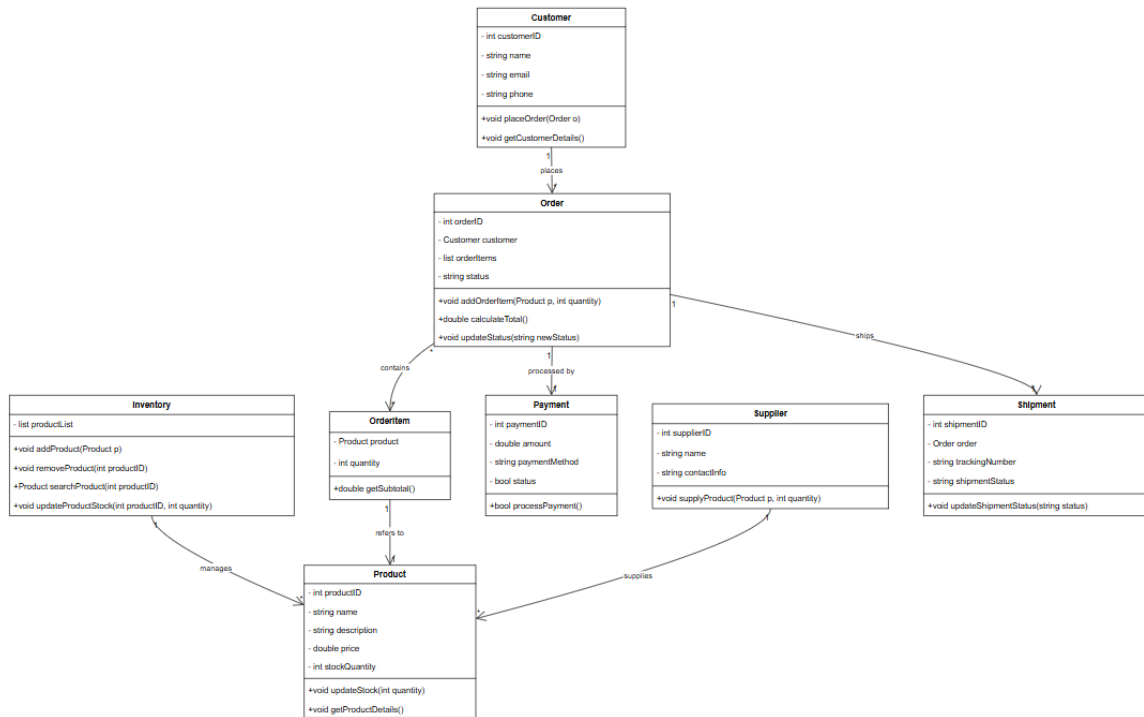 Customer
- int customerID
- string name
- string email
- string phone
+void placeOrder(Order o)
+void getCustomerDetails()
1
places
*
Order
- int orderID
- Customer customer
- list orderItems
- string status
+void addOrderItem(Product p, int quantity)
+double calculateTotal()
+void updateStatus(string newStatus)
*
contains
1
processed by
1
ships
Inventory
- list productList
+void addProduct(Product p)
+void removeProduct(int productID)
+Product searchProduct(int productID)
+void updateProductStock(int productID, int quantity)
1
manages
*
OrderItem
- Product product
- int quantity
+double getSubtotal()
1
refers to
1
Payment
- int paymentID
- double amount
- string paymentMethod
- bool status
+bool processPayment()
Supplier
- int supplierID
- string name
- string contactInfo
+void supplyProduct(Product p, int quantity)
1
supplies
*
Shipment
- int shipmentID
- Order order
- string trackingNumber
- string shipmentStatus
+void updateShipmentStatus(string status)
Product
- int productID
- string name
- string description
- double price
- int stockQuantity
+void updateStock(int quantity)
+void getProductDetails()